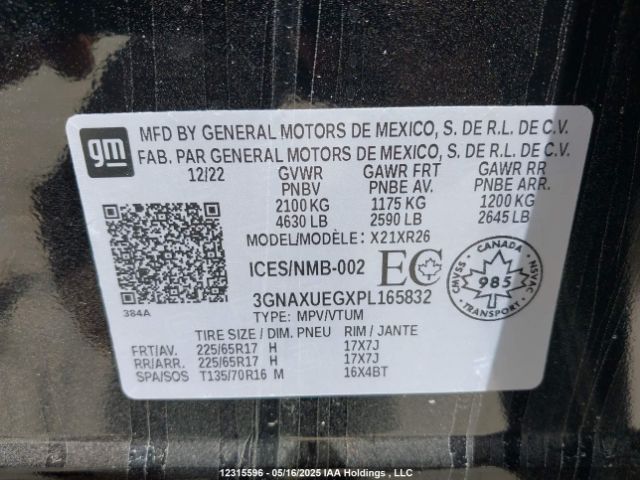 gm
MFD BY GENERAL MOTORS DE MEXICO, S. DE R.L. DE C.V.
FAB. PAR GENERAL MOTORS DE MEXICO, S. DE R.L. DE C.V.
12/22 GVWR GAWR FRT GAWR RR
PNBV PNBE AV. PNBE ARR.
2100 KG 1175 KG 1200 KG
4630 LB 2590 LB 2645 LB
MODEL/MODÈLE: X21XR26
ICES/NMB-002 EC
CANADA
CMVSS 985 NSVAC
TRANSPORT
3GNAXUEGXPL165832
384A
TYPE: MPV/VTUM
TIRE SIZE / DIM. PNEU RIM / JANTE
FRT/AV. 225/65R17 H 17X7J
RR/ARR. 225/65R17 H 17X7J
SPA/SOS T135/70R16 M 16X4BT
12315596 - 05/16/2025 IAA Holdings , LLC